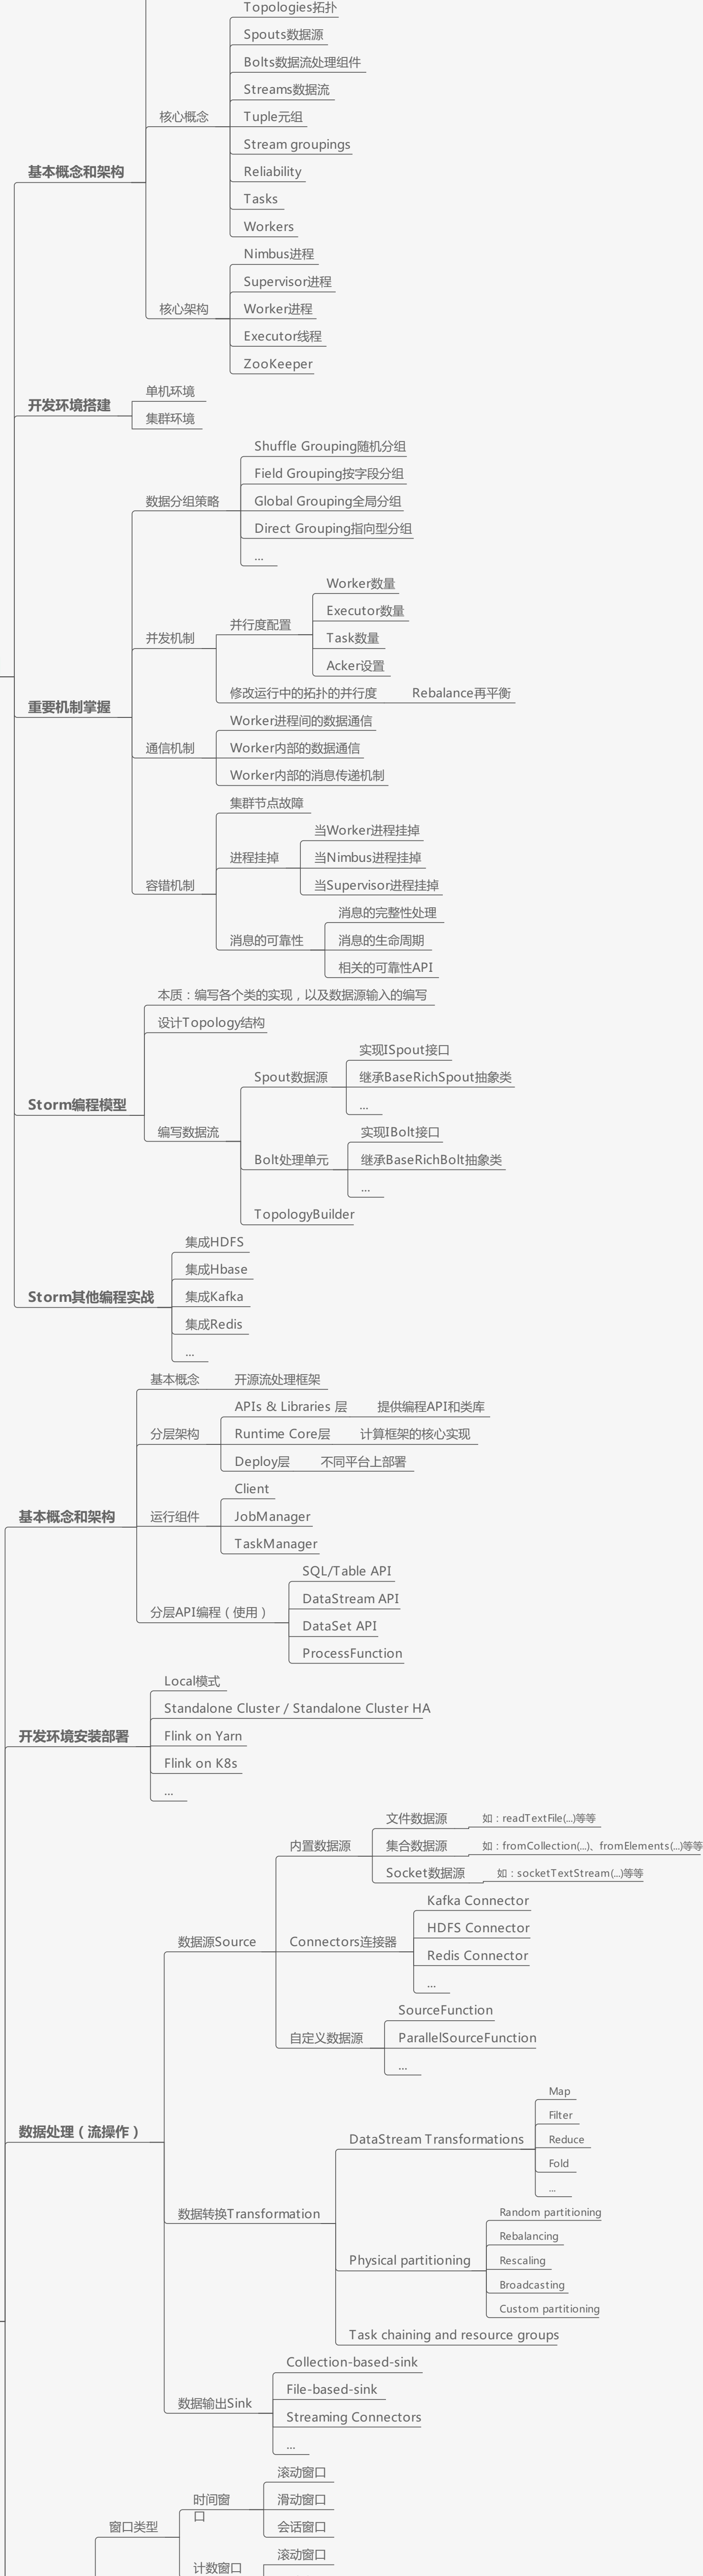 Topologies拓扑
Spouts数据源
Bolts数据流处理组件
Streams数据流
核心概念
Tuple元组
Stream groupings
基本概念和架构
Reliability
Tasks
Workers
Nimbus进程
Supervisor进程
核心架构
Worker进程
Executor线程
ZooKeeper
单机环境
开发环境搭建
集群环境
Shuffle Grouping随机分组
Field Grouping按字段分组
数据分组策略
Global Grouping全局分组
Direct Grouping指向型分组
...
Worker数量
Executor数量
并行度配置
并发机制
Task数量
Acker设置
修改运行中的拓扑的并行度
Rebalance再平衡
重要机制掌握
Worker进程间的数据通信
通信机制
Worker内部的数据通信
Worker内部的消息传递机制
集群节点故障
当Worker进程挂掉
进程挂掉
当Nimbus进程挂掉
容错机制
当Supervisor进程挂掉
消息的完整性处理
消息的可靠性
消息的生命周期
相关的可靠性API
本质：编写各个类的实现，以及数据源输入的编写
设计Topology结构
实现ISpout接口
Spout数据源
继承BaseRichSpout抽象类
...
Storm编程模型
编写数据流
实现IBolt接口
Bolt处理单元
继承BaseRichBolt抽象类
...
TopologyBuilder
集成HDFS
集成Hbase
Storm其他编程实战
集成Kafka
集成Redis
...
基本概念
开源流处理框架
APIs & Libraries 层
提供编程API和类库
分层架构
Runtime Core层
计算框架的核心实现
Deploy层
不同平台上部署
Client
基本概念和架构
运行组件
JobManager
TaskManager
SQL/Table API
DataStream API
分层API编程（使用）
DataSet API
ProcessFunction
Local模式
Standalone Cluster / Standalone Cluster HA
开发环境安装部署
Flink on Yarn
Flink on K8s
...
文件数据源
如：readTextFile(...)等等
内置数据源
集合数据源
如：fromCollection(...)、fromElements(...)等等
Socket数据源
如：socketTextStream(...)等等
Kafka Connector
HDFS Connector
数据源Source
Connectors连接器
Redis Connector
...
SourceFunction
自定义数据源
ParallelSourceFunction
...
Map
Filter
数据处理（流操作）
DataStream Transformations
Reduce
Fold
...
数据转换Transformation
Random partitioning
Rebalancing
Physical partitioning
Rescaling
Broadcasting
Custom partitioning
Task chaining and resource groups
Collection-based-sink
File-based-sink
数据输出Sink
Streaming Connectors
...
滚动窗口
时间窗
口
滑动窗口
窗口类型
会话窗口
滚动窗口
计数窗口